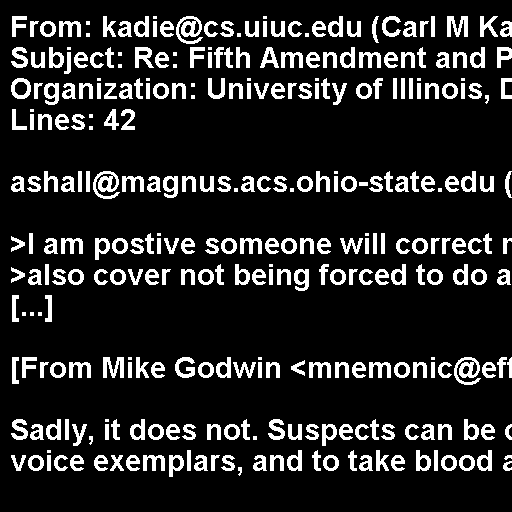 From: kadie@cs.uiuc.edu (Carl M
Subject: Re: Fifth Amendment and
Organization: University of Illinois,
Lines: 42
ashall@magnus.acs.ohio-state.edu (
>I am postive someone will correct
>also cover not being forced to do a
[...]
[From Mike Godwin <mnemonic@eff
Sadly, it does not. Suspects can be
voice exemplars, and to take blood a